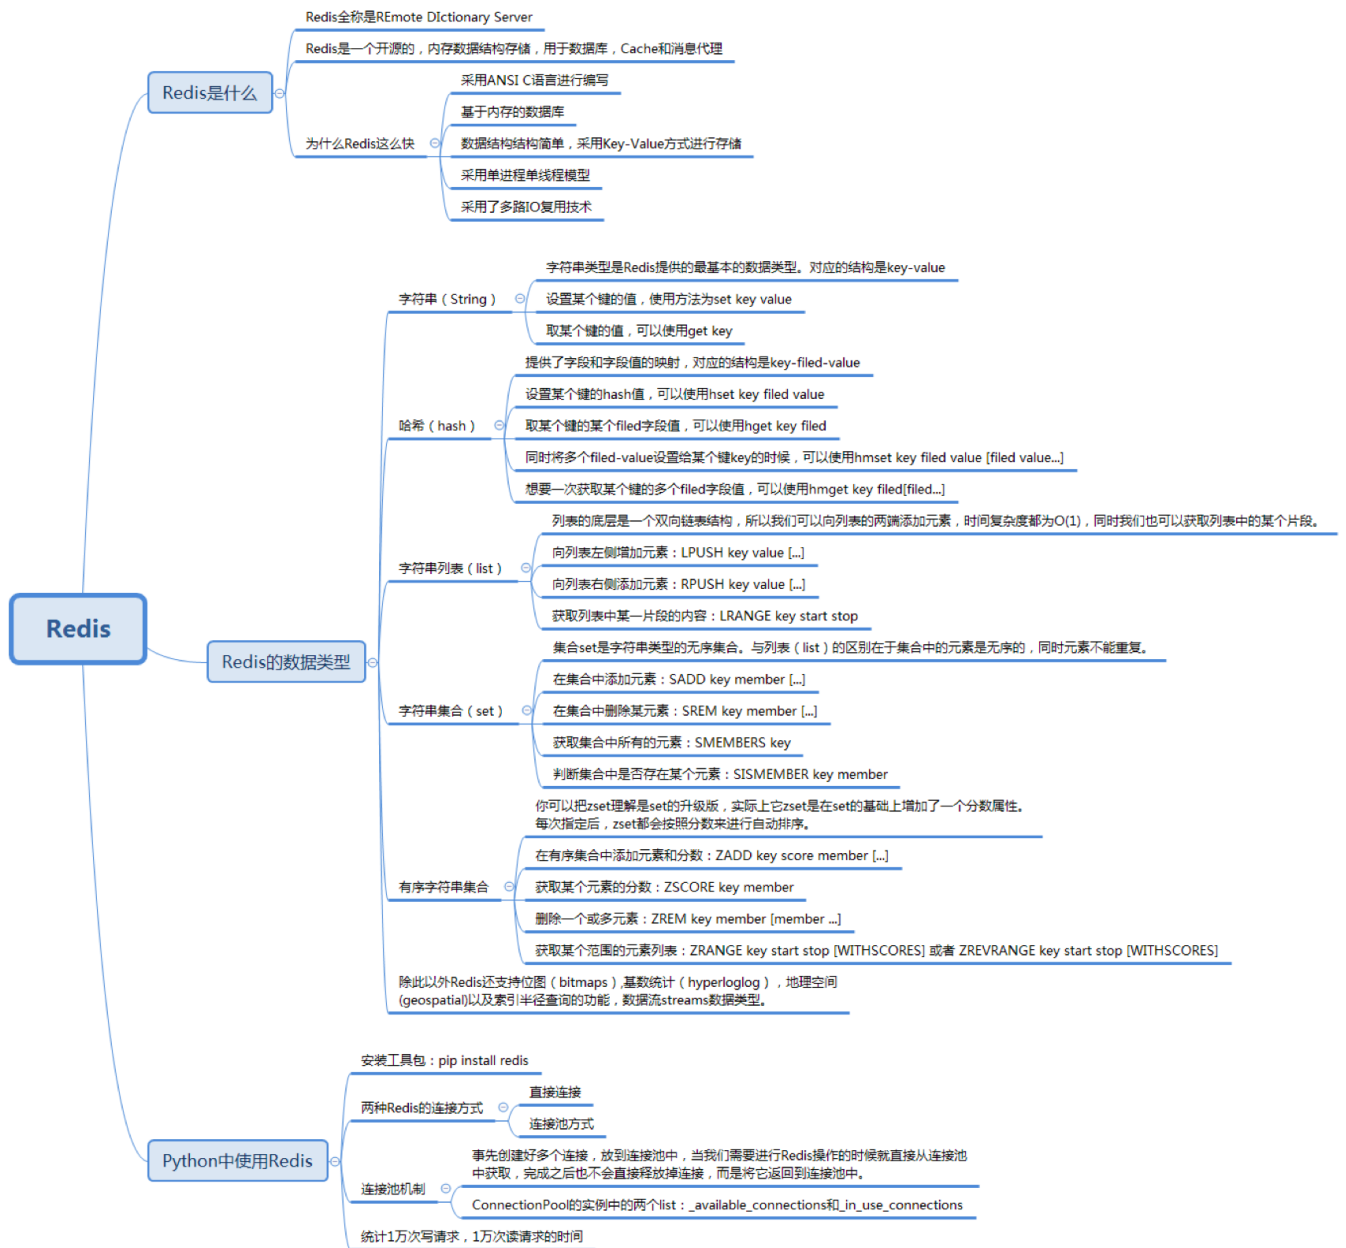 Redis全称是REmote DIctionary Server
Redis是一个开源的，内存数据结构存储，用于数据库，Cache和消息代理
Redis是什么
采用ANSI C语言进行编写
基于内存的数据库
为什么Redis这么快
数据结构结构简单，采用Key-Value方式进行存储
采用单进程单线程模型
采用了多路IO复用技术
字符串类型是Redis提供的最基本的数据类型。对应的结构是key-value
字符串（String）
设置某个键的值，使用方法为set key value
取某个键的值，可以使用get key
提供了字段和字段值的映射，对应的结构是key-filed-value
设置某个键的hash值，可以使用hset key filed value
哈希（hash）
取某个键的某个filed字段值，可以使用hget key filed
同时将多个filed-value设置给某个键key的时候，可以使用hmset key filed value [filed value...]
想要一次获取某个键的多个filed字段值，可以使用hmget key filed[filed...]
列表的底层是一个双向链表结构，所以我们可以向列表的两端添加元素，时间复杂度都为O(1)，同时我们也可以获取列表中的某个片段。
向列表左侧增加元素：LPUSH key value [...]
字符串列表（list）
向列表右侧添加元素：RPUSH key value [...]
获取列表中某一片段的内容：LRANGE key start stop
Redis
Redis的数据类型
集合set是字符串类型的无序集合。与列表（list）的区别在于集合中的元素是无序的，同时元素不能重复。
在集合中添加元素：SADD key member [...]
字符串集合（set）
在集合中删除某元素：SREM key member [...]
获取集合中所有的元素：SMEMBERS key
判断集合中是否存在某个元素：SISMEMBER key member
你可以把zset理解是set的升级版，实际上它zset是在set的基础上增加了一个分数属性。
每次指定后，zset都会按照分数来进行自动排序。
在有序集合中添加元素和分数：ZADD key score member [...]
有序字符串集合
获取某个元素的分数：ZSCORE key member
删除一个或多元素：ZREM key member [member ...]
获取某个范围的元素列表：ZRANGE key start stop [WITHSCORES] 或者 ZREVRANGE key start stop [WITHSCORES]
除此以外Redis还支持位图（bitmaps）,基数统计（hyperloglog），地理空间
(geospatial)以及索引半径查询的功能，数据流streams数据类型。
安装工具包：pip install redis
两种Redis的连接方式
直接连接
连接池方式
Python中使用Redis
事先创建好多个连接，放到连接池中，当我们需要进行Redis操作的时候就直接从连接池
中获取，完成之后也不会直接释放掉连接，而是将它返回到连接池中。
连接池机制
ConnectionPool的实例中的两个list：_available_connections和_in_use_connections
统计1万次写请求，1万次读请求的时间